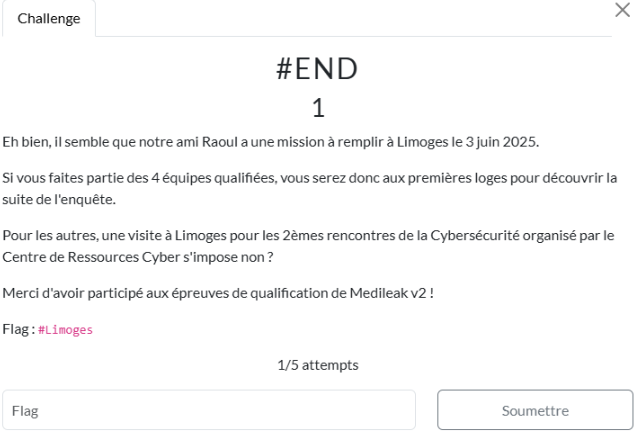 Challenge
#END
1
Eh bien, il semble que notre ami Raoul a une mission à remplir à Limoges le 3 juin 2025.
Si vous faites partie des 4 équipes qualifiées, vous serez donc aux premières loges pour découvrir la
suite de l'enquête.
Pour les autres, une visite à Limoges pour les 2èmes rencontres de la Cybersécurité organisé par le
Centre de Ressources Cyber s'impose non ?
Merci d'avoir participé aux épreuves de qualification de Medileak v2 !
Flag : #Limoges
1/5 attempts
Flag
Soumettre